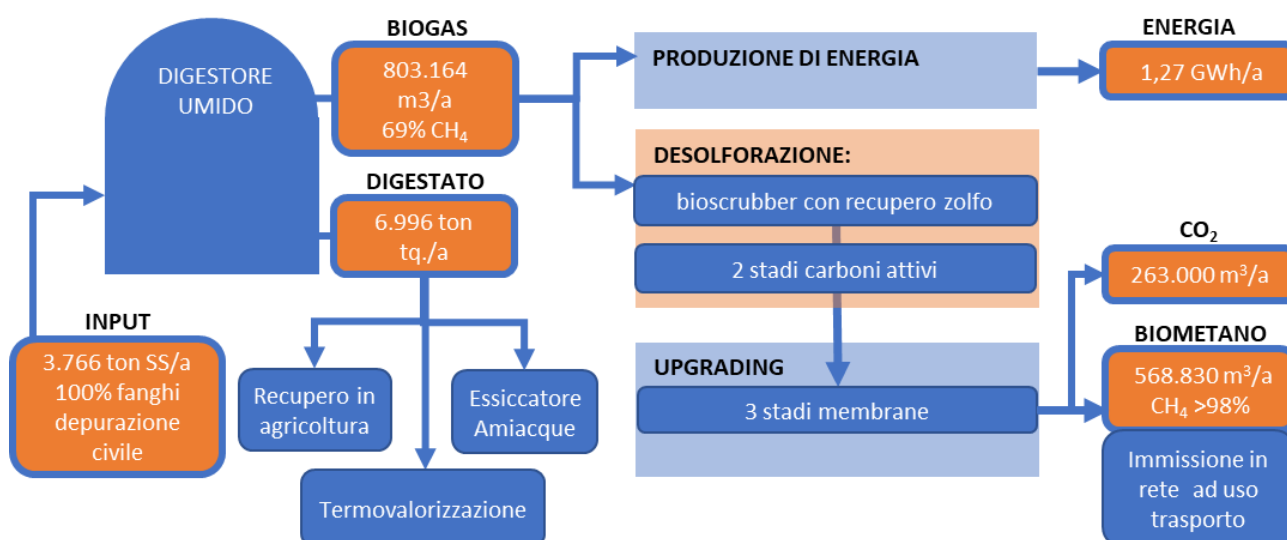 DIGESTORE
UMIDO
BIOGAS
803.164
m3/a
69% CH₄
DIGESTATO
6.996 ton
tq./a
INPUT
3.766 ton SS/a
100% fanghi
depurazione
civile
Recupero in
agricoltura
Essiccatore
Amiacque
Termovalorizzazione
PRODUZIONE DI ENERGIA
ENERGIA
1,27 GWh/a
DESOLFORAZIONE:
bioscrubber con recupero zolfo
2 stadi carboni attivi
UPGRADING
3 stadi membrane
CO₂
263.000 m³/a
BIOMETANO
568.830 m³/a
CH₄ >98%
Immissione in
rete ad uso
trasporto